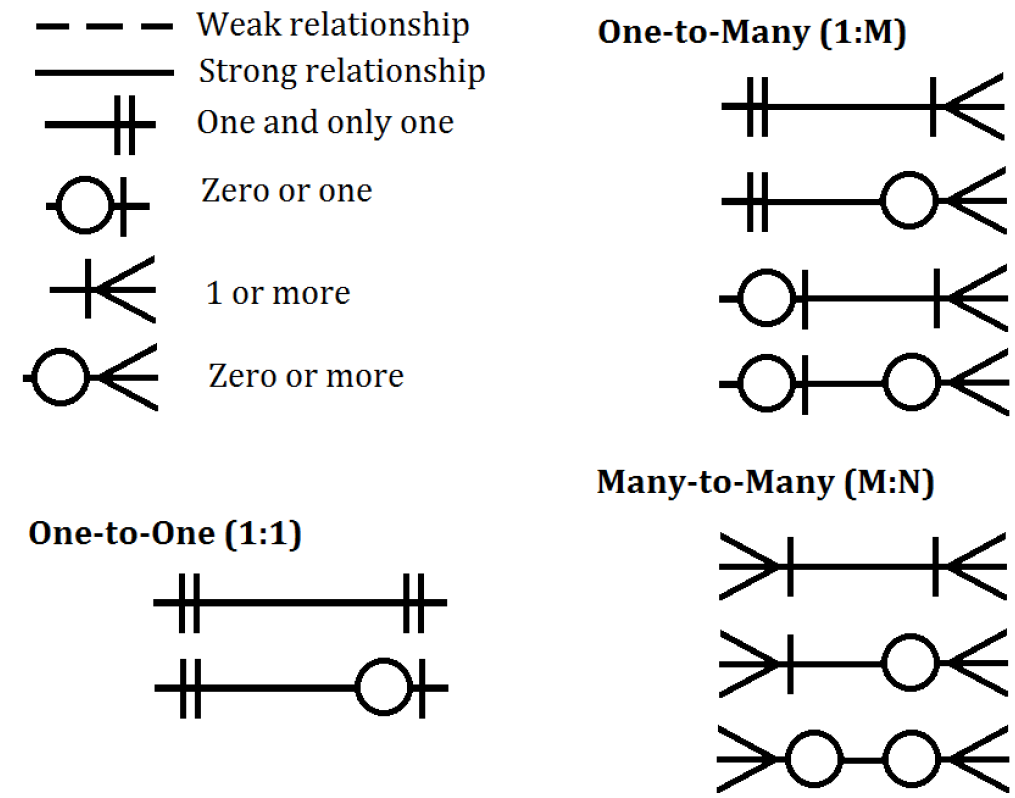 Weak relationship
Strong relationship
One and only one
Zero or one
1 or more
Zero or more
One-to-One (1:1)
One-to-Many (1:M)
Many-to-Many (M:N)